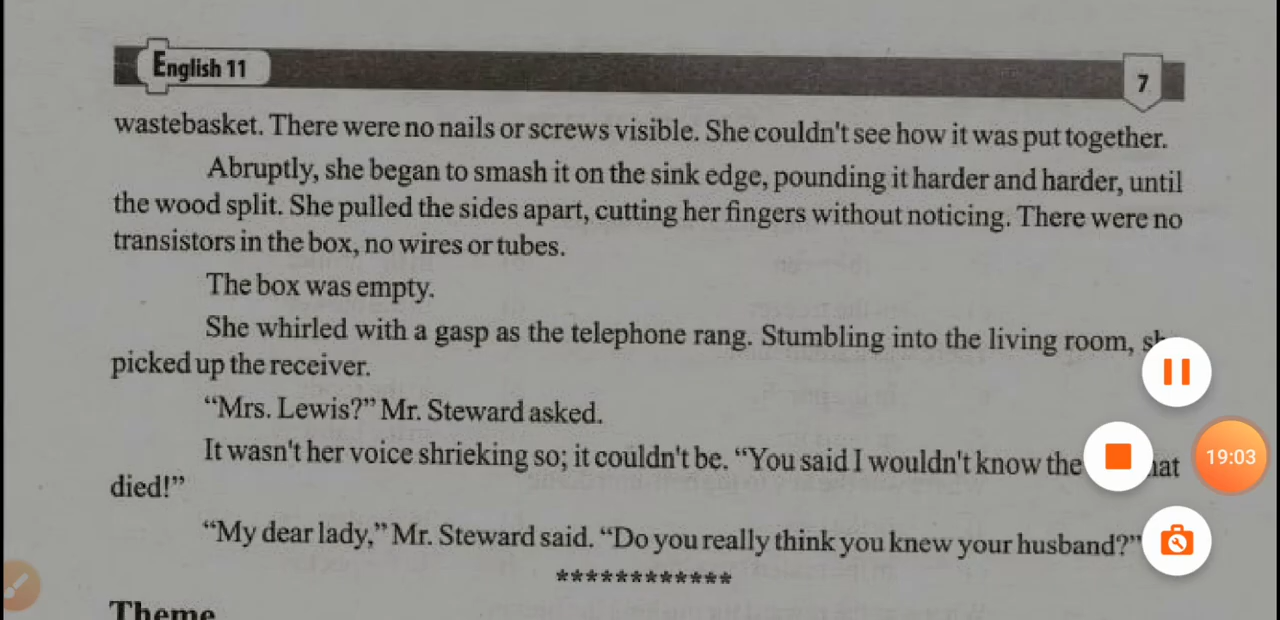 English 11
7
wastebasket. There were no nails or screws visible. She couldn't see how it was put together.
Abruptly, she began to smash it on the sink edge, pounding it harder and harder, until
the wood split. She pulled the sides apart, cutting her fingers without noticing. There were no
transistors in the box, no wires or tubes.
The box was empty.
She whirled with a gasp as the telephone rang. Stumbling into the living room,
picked up the receiver.
“Mrs. Lewis?” Mr. Steward asked.
It wasn't her voice shrieking so; it couldn't be. “You said I wouldn't know the
died!”
“My dear lady,” Mr. Steward said. “Do you really think you knew your husband?”
************
Theme
19:03